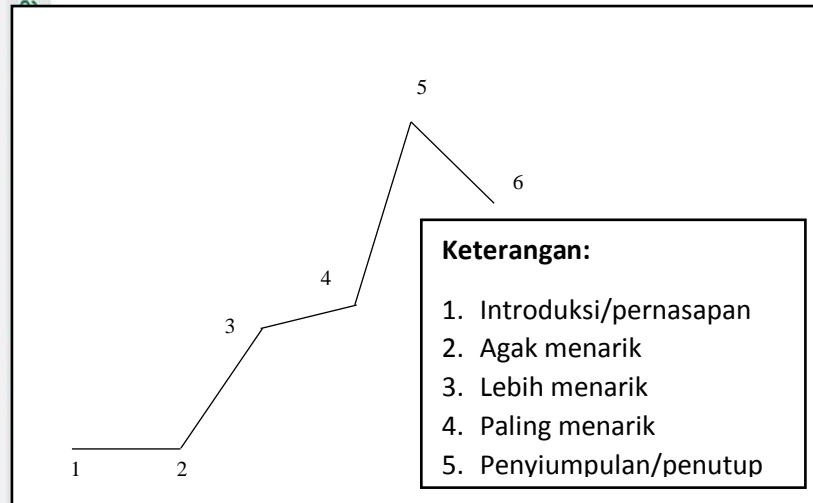 5
6
4
3
1
2
Keterangan:
1. Introduksi/pernasapan
2. Agak menarik
3. Lebih menarik
4. Paling menarik
5. Penyiumpulan/penutup